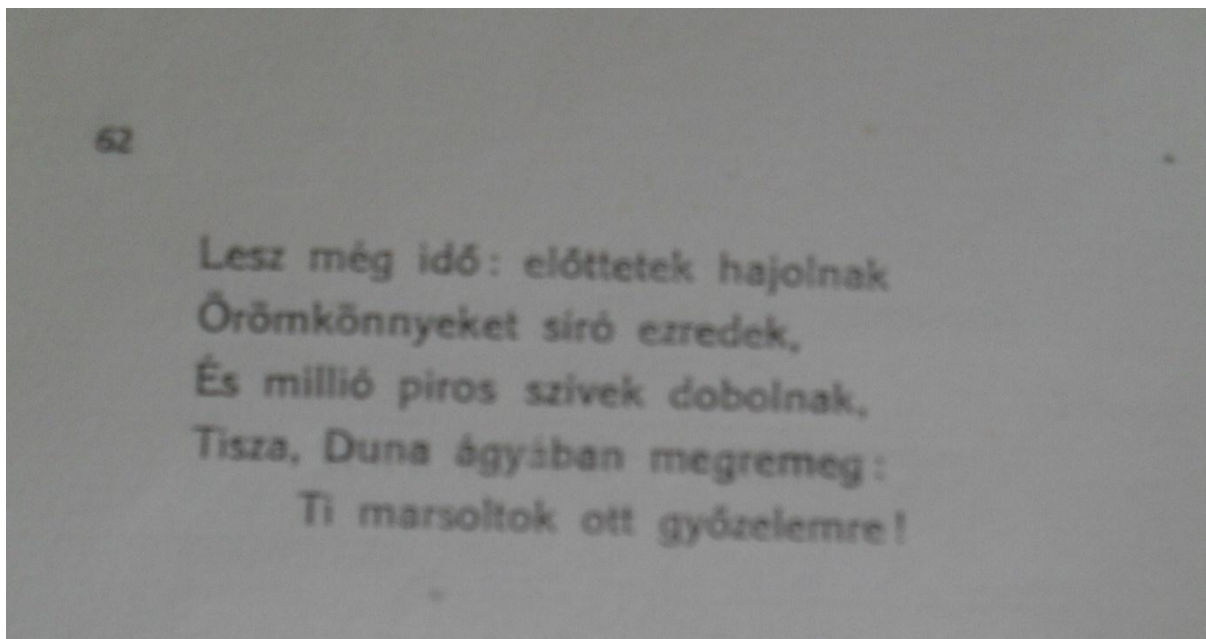 62
Lesz még idő: előttetek hajolnak
Örömkönnyeket síró ezredek,
És millió piros szívek dobolnak,
Tisza, Duna ágyában megremeg:
Ti marsoltok ott győzelemre!